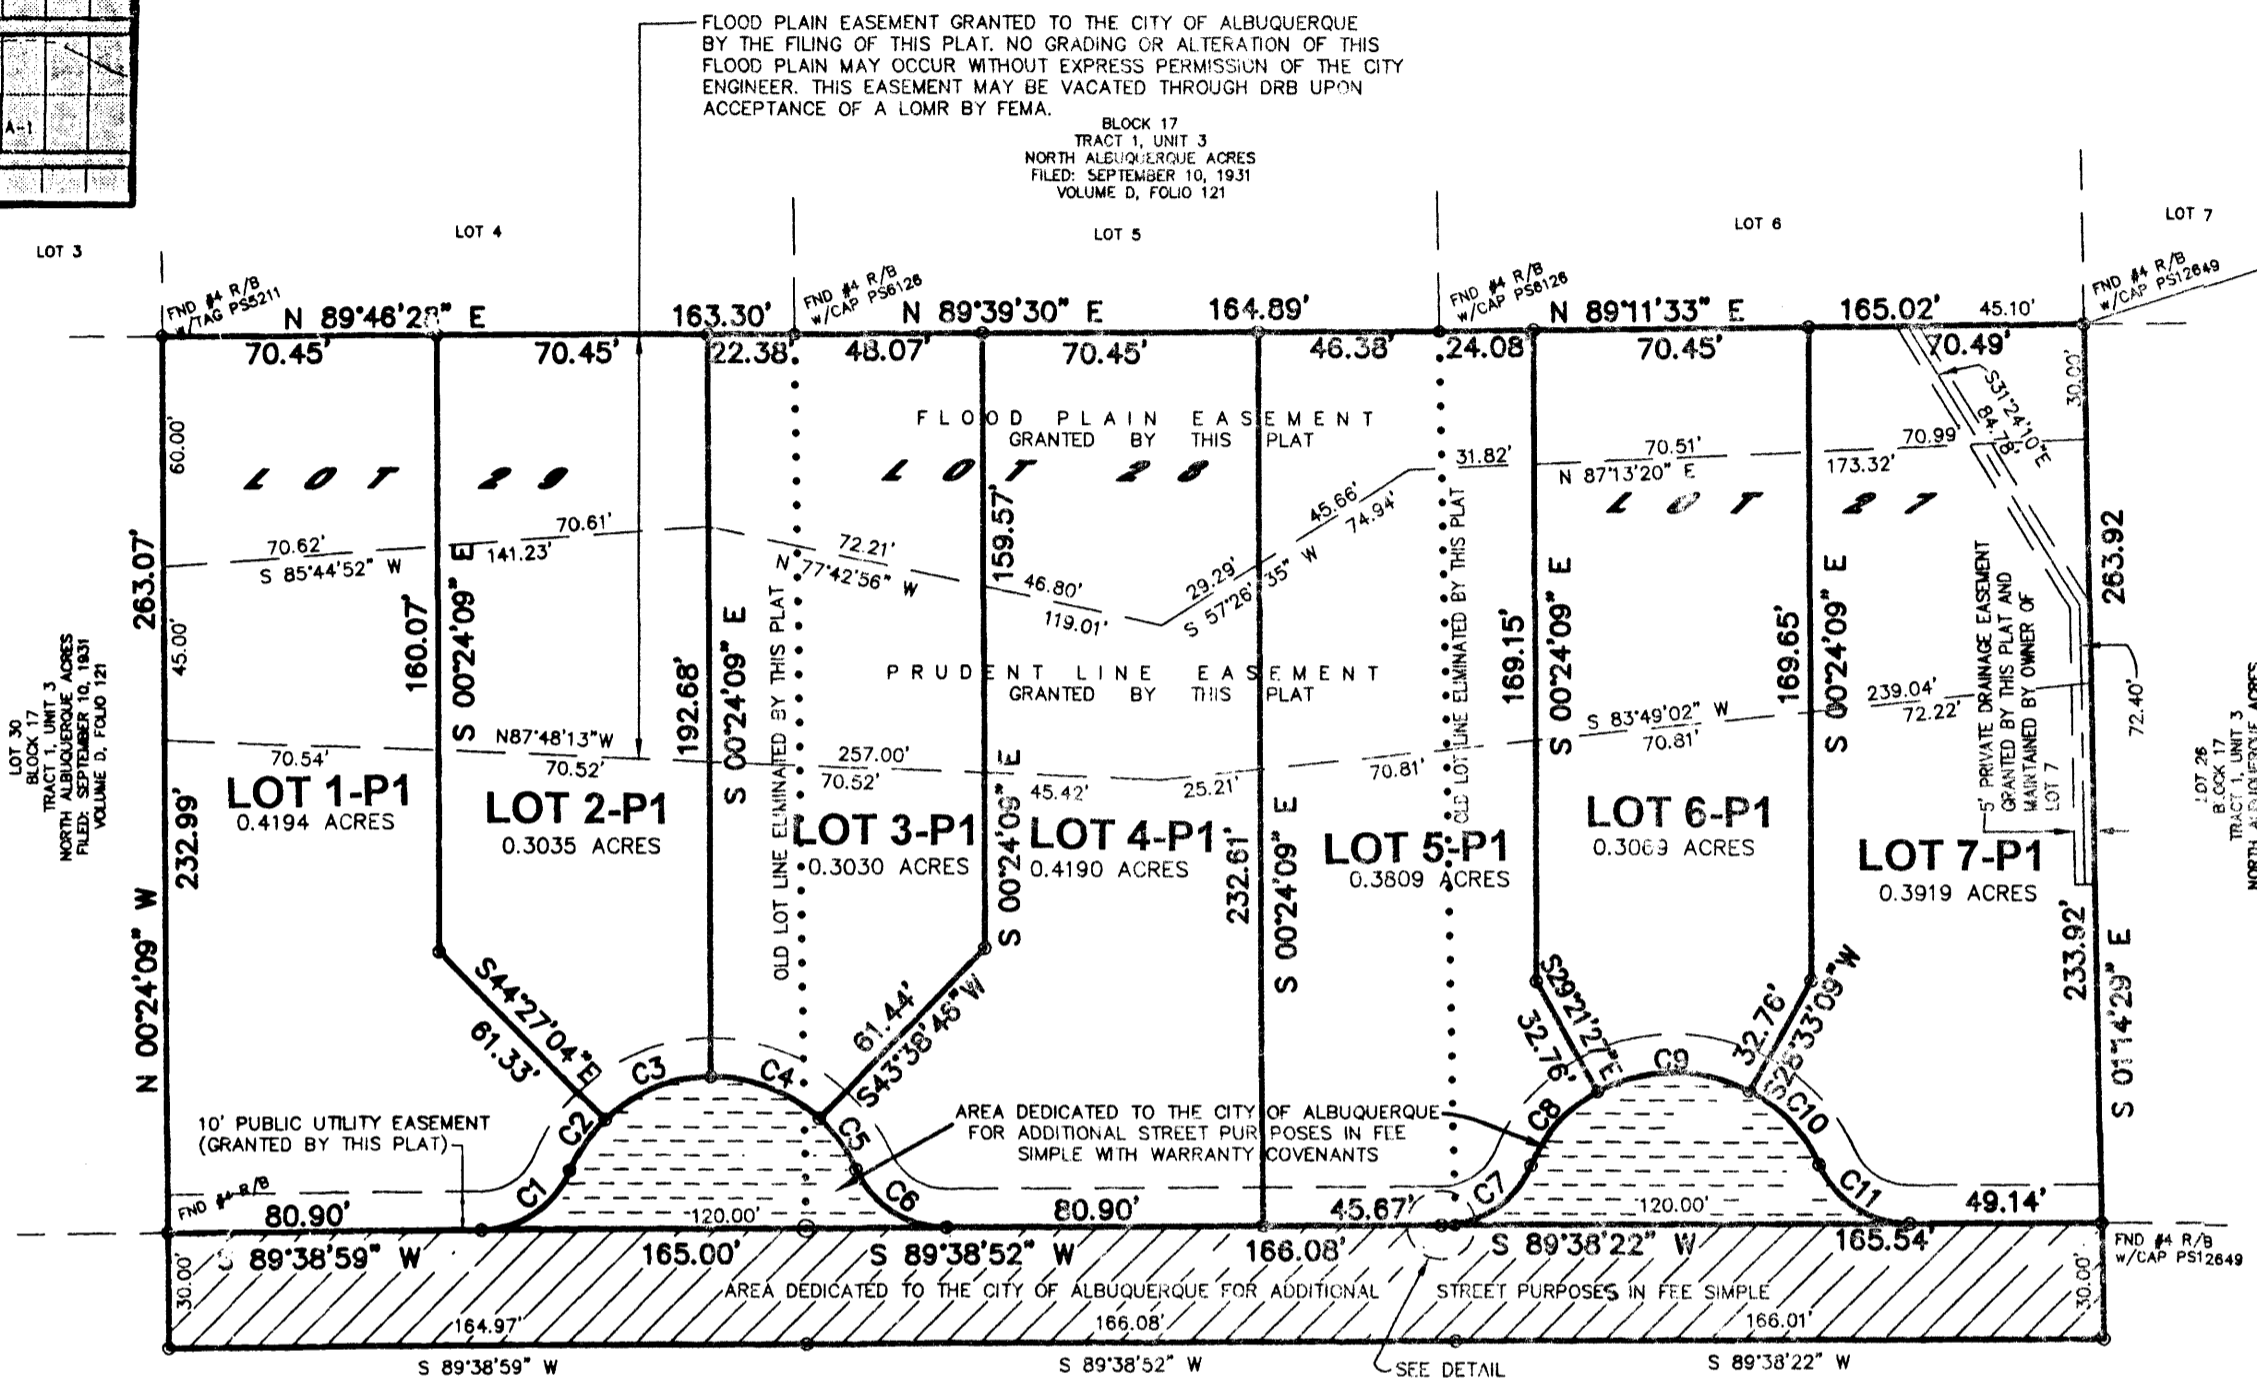 A-1
FLOOD PLAIN EASEMENT GRANTED TO THE CITY OF ALBUQUERQUE
BY THE FILING OF THIS PLAT. NO GRADING OR ALTERATION OF THIS
FLOOD PLAIN MAY OCCUR WITHOUT EXPRESS PERMISSION OF THE CITY
ENGINEER. THIS EASEMENT MAY BE VACATED THROUGH DRB UPON
ACCEPTANCE OF A LOMR BY FEMA.
BLOCK 17
TRACT 1, UNIT 3
NORTH ALBUQUERQUE ACRES
FILED: SEPTEMBER 10, 1931
VOLUME D, FOLIO 121
LOT 3
LOT 4
LOT 5
LOT 6
LOT 7
FND #4 R/B
W/TAG PS5211
FND #4 R/B
W/CAP PS6126
FND #4 R/B
W/CAP PS6126
FND #4 R/B
W/CAP PS12649
N 89°46'28" E
163.30'
N 89°39'30" E
164.89'
N 89°11'33" E
165.02'
45.10'
70.45'
70.45'
22.38'
48.07'
70.45'
46.38'
24.08'
70.45'
70.49'
30.00'
S31°24'10"E
84.78'
60.00'
FLOOD PLAIN EASEMENT
GRANTED BY THIS PLAT
LOT 29
LOT 28
LOT 27
31.82'
70.51'
N 87°13'20" E
173.32'
70.99'
70.62'
S 85°44'52" W
141.23'
70.61'
72.21'
N 77°42'56" W
46.80'
119.01'
29.29'
S 57°26'35" W
45.66'
74.94'
263.07'
45.00'
160.07'
S 00°24'09" E
192.68'
S 00°24'09" E
OLD LOT LINE ELIMINATED BY THIS PLAT
159.57'
S 00°24'09" E
232.61'
S 00°24'09" E
OLD LOT LINE ELIMINATED BY THIS PLAT
169.15'
S 00°24'09" E
169.65'
S 00°24'09" E
263.92
72.40'
5' PRIVATE DRAINAGE EASEMENT
GRANTED BY THIS PLAT AND
MAINTAINED BY OWNER OF
LOT 7
PRUDENT LINE EASEMENT
GRANTED BY THIS PLAT
LOT 30
BLOCK 17
TRACT 1, UNIT 3
NORTH ALBUQUERQUE ACRES
FILED: SEPTEMBER 10, 1931
VOLUME D, FOLIO 121
LOT 26
BLOCK 17
TRACT 1, UNIT 3
NORTH ALBUQUERQUE ACRES
70.54'
N87°48'13"W
70.52'
257.00'
70.52'
45.42'
25.21'
70.81'
S 83°49'02" W
70.81'
239.04'
72.22'
LOT 1-P1
0.4194 ACRES
LOT 2-P1
0.3035 ACRES
LOT 3-P1
0.3030 ACRES
LOT 4-P1
0.4190 ACRES
LOT 5-P1
0.3809 ACRES
LOT 6-P1
0.3069 ACRES
LOT 7-P1
0.3919 ACRES
232.99'
N 00°24'09" W
233.92'
S 01°14'29" E
S44°27'04"E
61.33'
61.44'
S43°38'46"W
S29°21'27"E
32.76'
32.76'
S28°33'09"W
C1
C2
C3
C4
C5
C6
C7
C8
C9
C10
C11
10' PUBLIC UTILITY EASEMENT
(GRANTED BY THIS PLAT)
AREA DEDICATED TO THE CITY OF ALBUQUERQUE
FOR ADDITIONAL STREET PURPOSES IN FEE
SIMPLE WITH WARRANTY COVENANTS
FND #4 R/B
80.90'
120.00'
80.90'
45.67'
120.00'
49.14'
S 89°38'59" W
165.00'
S 89°38'52" W
166.08'
S 89°38'22" W
165.54'
FND #4 R/B
W/CAP PS12649
30.00'
30.00'
AREA DEDICATED TO THE CITY OF ALBUQUERQUE FOR ADDITIONAL STREET PURPOSES IN FEE SIMPLE
164.97'
166.08'
166.01'
S 89°38'59" W
S 89°38'52" W
SEE DETAIL
S 89°38'22" W